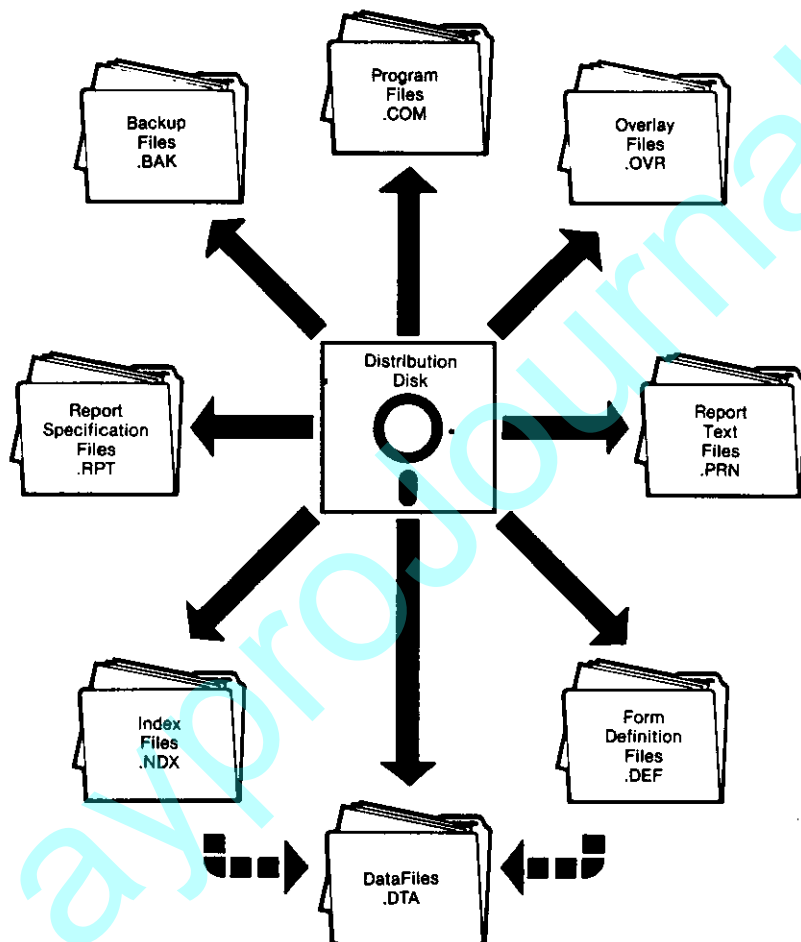 Program
Files
.COM
Backup
Files
.BAK
Overlay
Files
.OVR
Distribution
Disk
Report
Specification
Files
.RPT
Report
Text
Files
.PRN
Index
Files
.NDX
Form
Definition
Files
.DEF
DataFiles
.DTA
ayproJournal